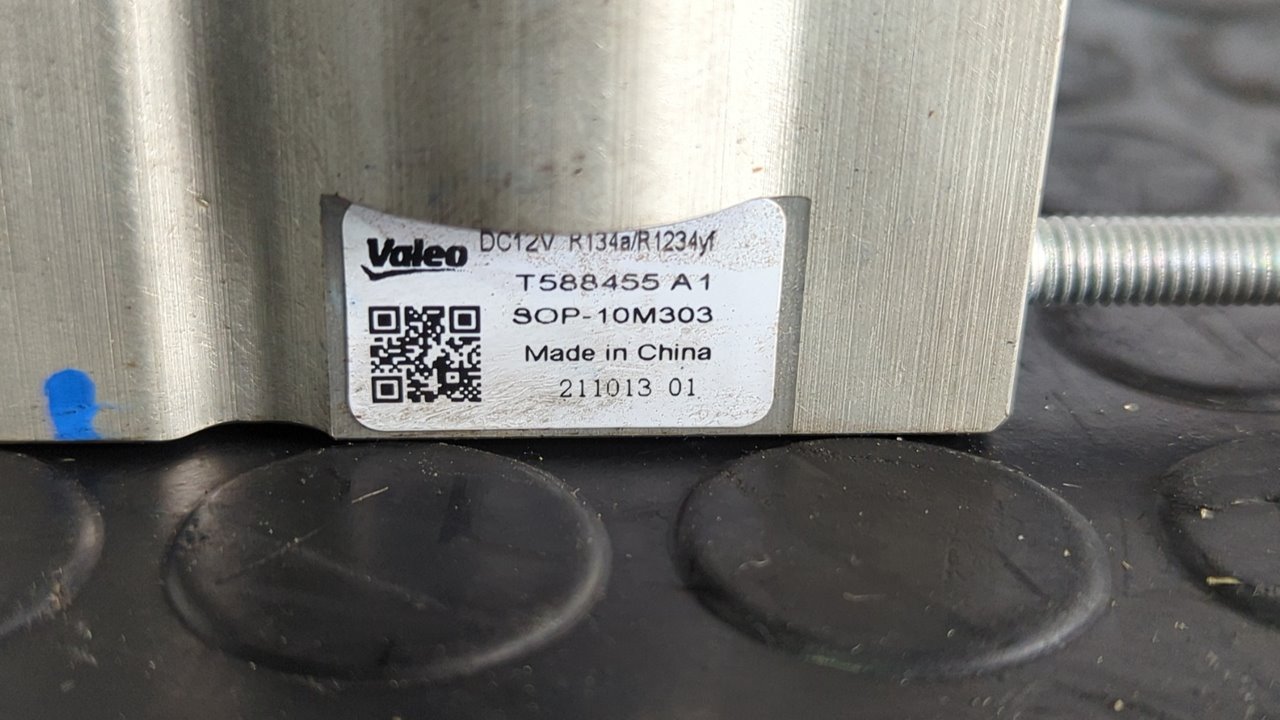 Valeo DC12V R134a/R1234yf
T588455 A1
SOP-10M303
Made in China
211013 01